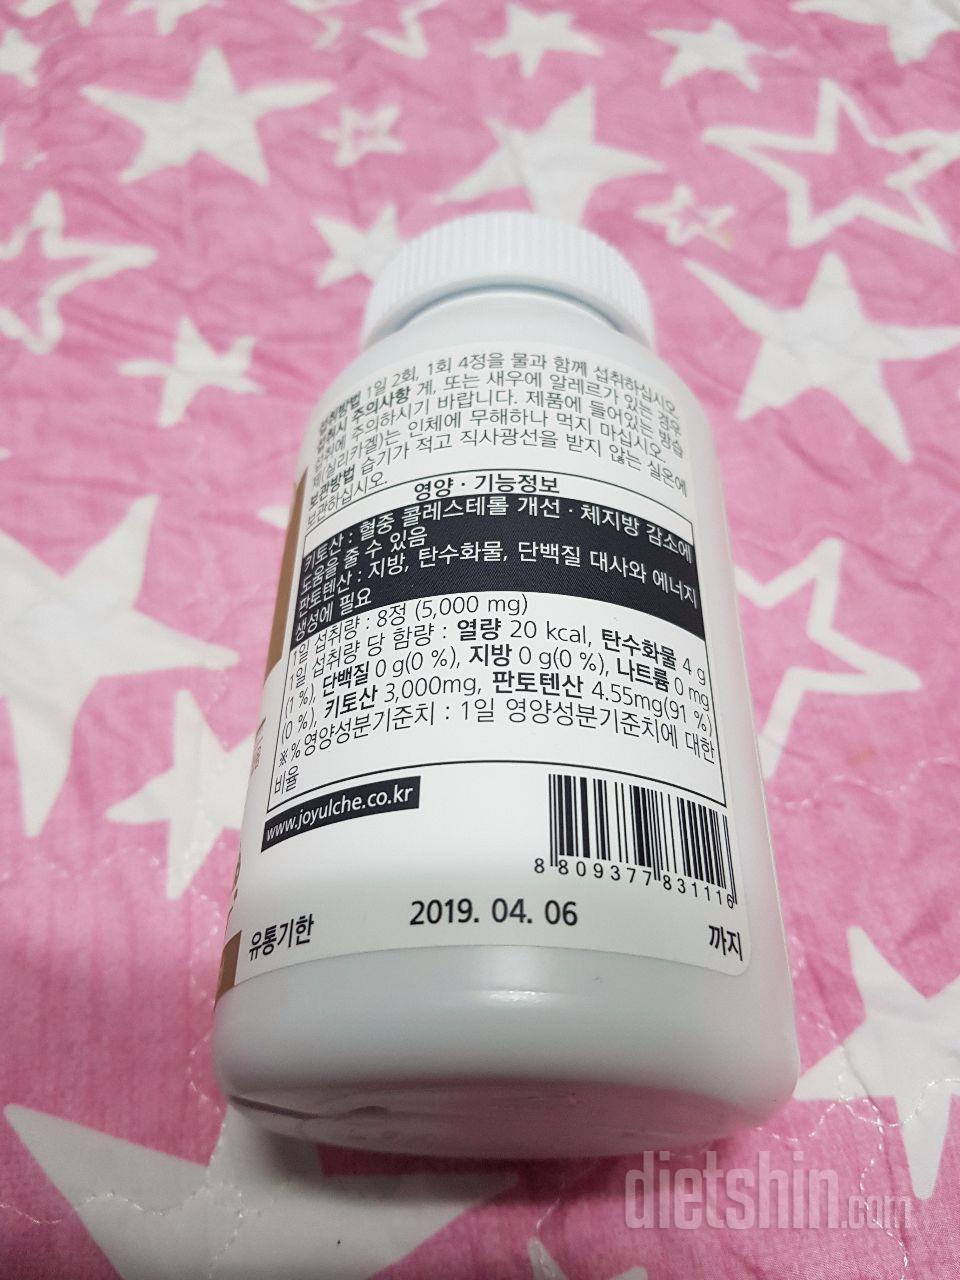 섭취방법 1일 2회, 1회 4정을 물과 함께 섭취하십시오.
섭취시 주의사항 게, 또는 새우에 알레르기가 있는 경우
섭취에 주의하시기 바랍니다. 제품에 들어있는 방습
제(실리카겔)는 인체에 무해하나 먹지 마십시오.
보관방법 습기가 적고 직사광선을 받지 않는 실온에
보관하십시오.
영양 · 기능정보
키토산 : 혈중 콜레스테롤 개선 · 체지방 감소에
도움을 줄 수 있음
판토텐산 : 지방, 탄수화물, 단백질 대사와 에너지
생성에 필요
1일 섭취량 : 8정 (5,000 mg)
1일 섭취량 당 함량 : 열량 20 kcal, 탄수화물 4 g
(1 %), 단백질 0 g(0 %), 지방 0 g(0 %), 나트륨 0 mg
(0 %), 키토산 3,000mg, 판토텐산 4.55mg(91 %)
※ % 영양성분기준치 : 1일 영양성분기준치에 대한
비율
www.joyulche.co.kr
8 809377 831116
유통기한 2019. 04. 06 까지
dietshin.com